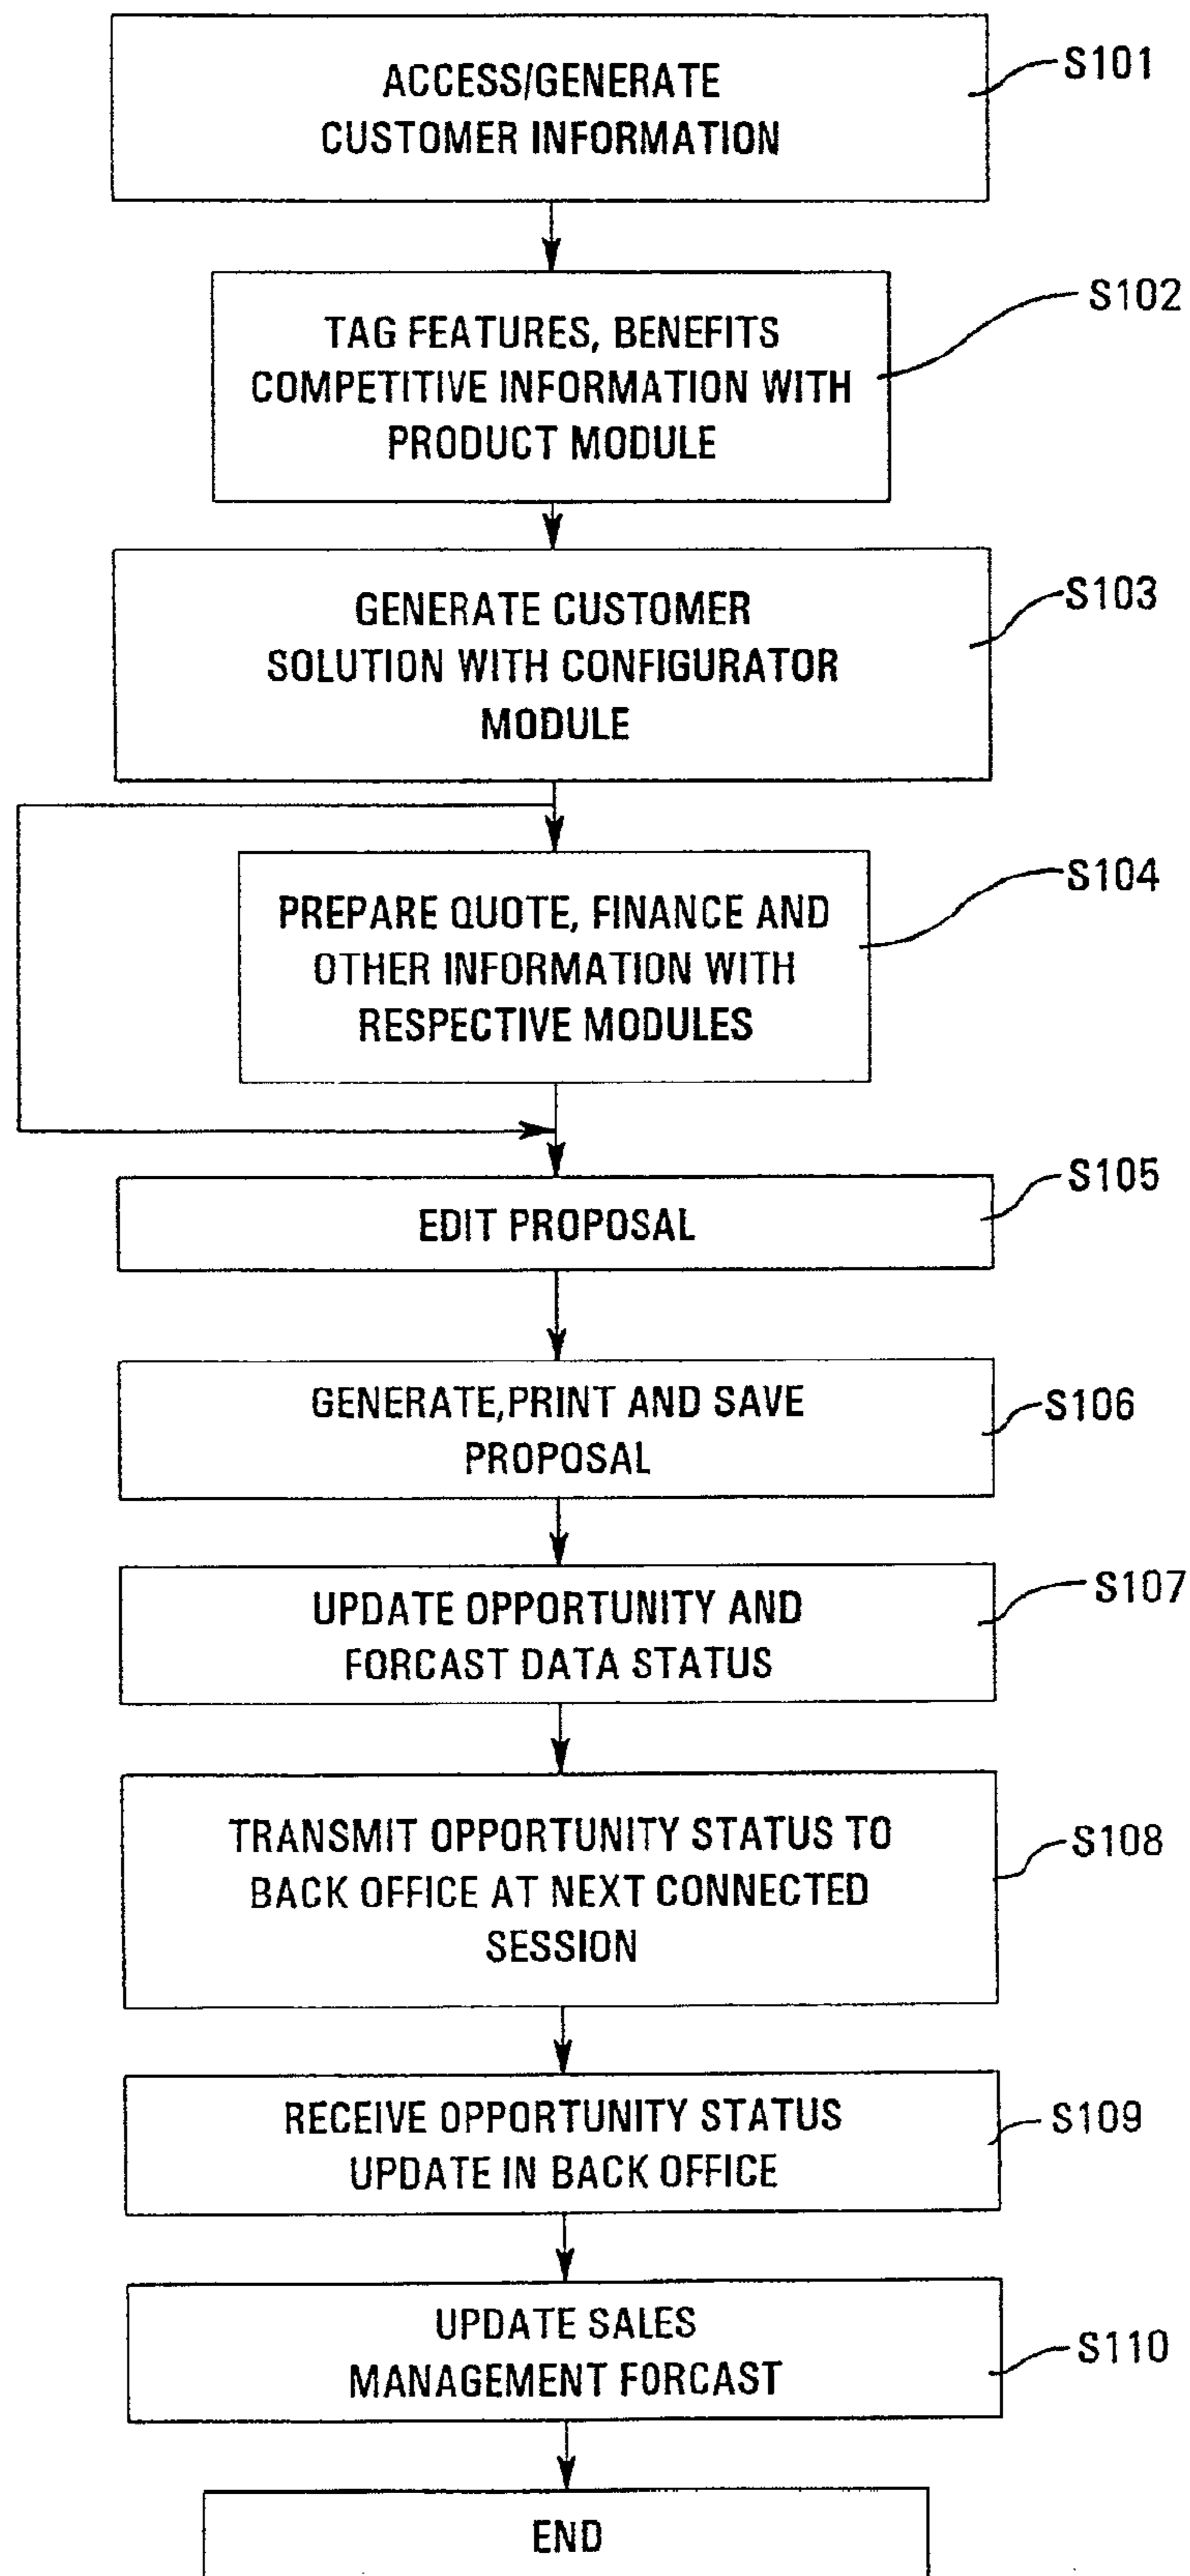 ACCESS/GENERATE
CUSTOMER INFORMATION
S101
TAG FEATURES, BENEFITS
COMPETITIVE INFORMATION WITH
PRODUCT MODULE
S102
GENERATE CUSTOMER
SOLUTION WITH CONFIGURATOR
MODULE
S103
PREPARE QUOTE, FINANCE AND
OTHER INFORMATION WITH
RESPECTIVE MODULES
S104
EDIT PROPOSAL
S105
GENERATE,PRINT AND SAVE
PROPOSAL
S106
UPDATE OPPORTUNITY AND
FORCAST DATA STATUS
S107
TRANSMIT OPPORTUNITY STATUS TO
BACK OFFICE AT NEXT CONNECTED
SESSION
S108
RECEIVE OPPORTUNITY STATUS
UPDATE IN BACK OFFICE
S109
UPDATE SALES
MANAGEMENT FORCAST
S110
END